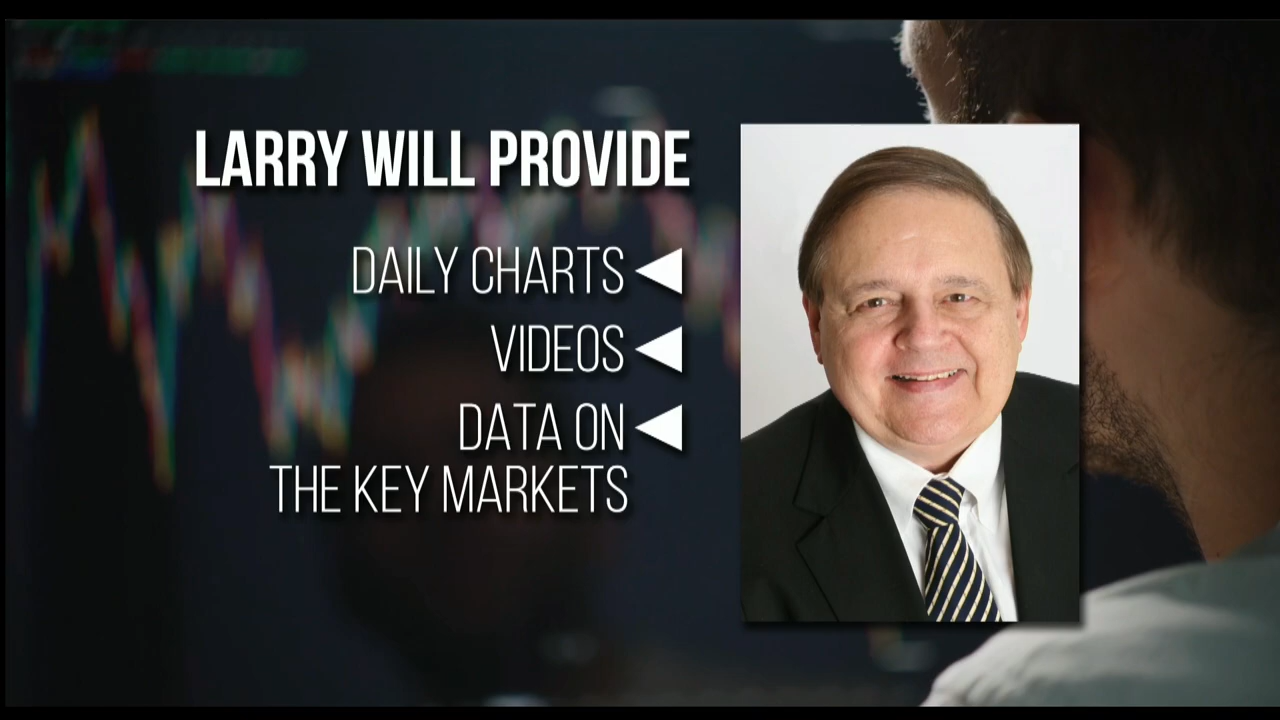 LARRY WILL PROVIDE
DAILY CHARTS
VIDEOS
DATA ON
THE KEY MARKETS